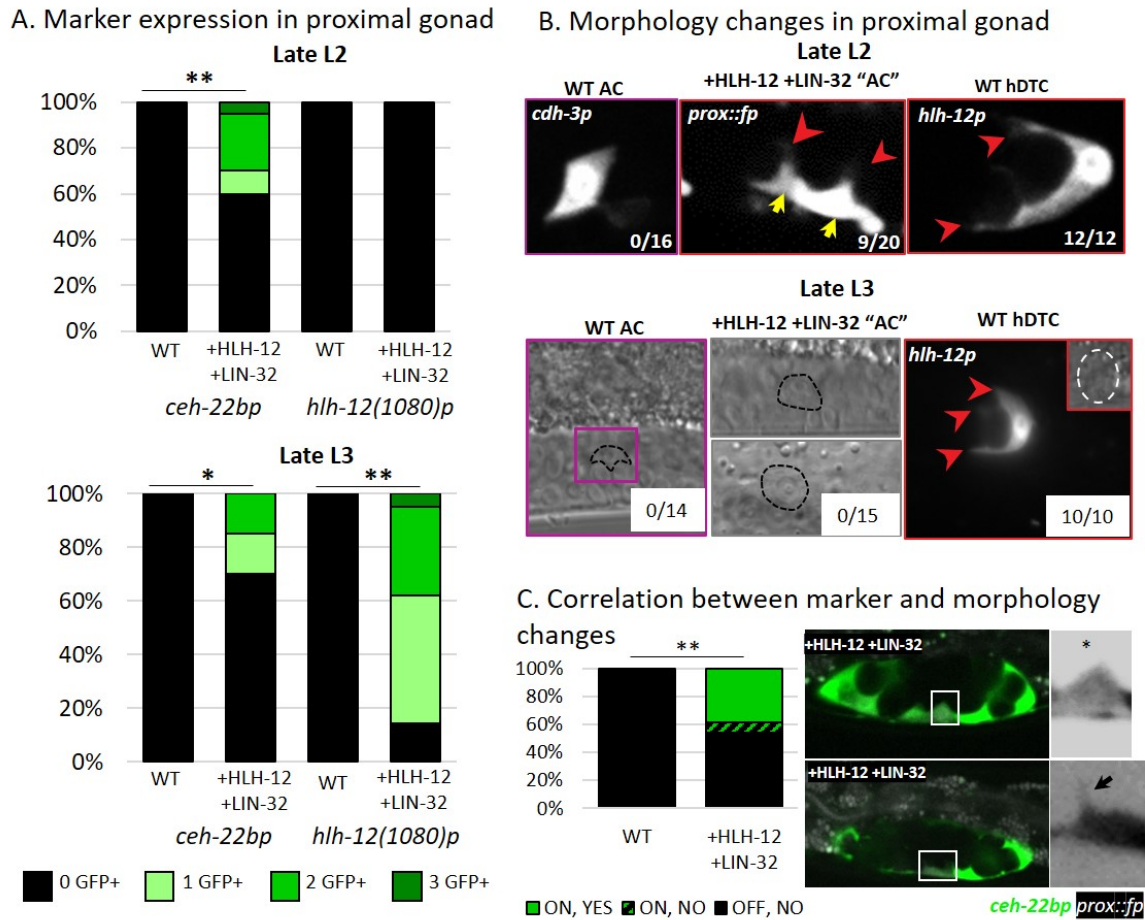 A. Marker expression in proximal gonad
Late L2
**
100%
80%
60%
40%
20%
0%
WT
+HLH-12
+LIN-32
WT
+HLH-12
+LIN-32
ceh-22bp
hlh-12(1080)p
Late L3
*
**
100%
80%
60%
40%
20%
0%
WT
+HLH-12
+LIN-32
WT
+HLH-12
+LIN-32
ceh-22bp
hlh-12(1080)p
0 GFP+
1 GFP+
2 GFP+
3 GFP+
B. Morphology changes in proximal gonad
Late L2
WT AC
+HLH-12 +LIN-32 “AC”
WT hDTC
cdh-3p
prox::fp
hlh-12p
0/16
9/20
12/12
Late L3
WT AC
+HLH-12 +LIN-32 “AC”
WT hDTC
hlh-12p
0/14
0/15
10/10
C. Correlation between marker and morphology
changes
**
100%
80%
60%
40%
20%
0%
WT
+HLH-12
+LIN-32
ON, YES
ON, NO
OFF, NO
+HLH-12 +LIN-32
*
+HLH-12 +LIN-32
ceh-22bp prox::fp